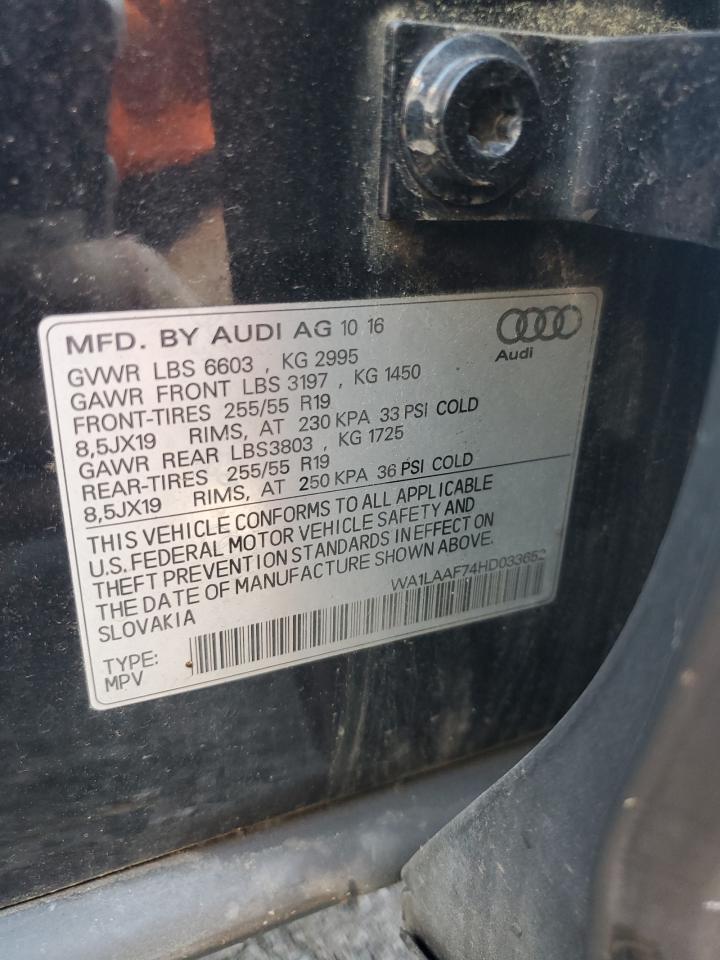 MFD. BY AUDI AG 10 16
Audi
GVWR LBS 6603 , KG 2995
GAWR FRONT LBS 3197 , KG 1450
FRONT-TIRES 255/55 R19
8,5JX19 RIMS, AT 230 KPA 33 PSI COLD
GAWR REAR LBS3803 , KG 1725
REAR-TIRES 255/55 R19
8,5JX19 RIMS, AT 250 KPA 36 PSI COLD
THIS VEHICLE CONFORMS TO ALL APPLICABLE
U.S. FEDERAL MOTOR VEHICLE SAFETY AND
THEFT PREVENTION STANDARDS IN EFFECT ON
THE DATE OF MANUFACTURE SHOWN ABOVE.
SLOVAKIA
WA1LAAF74HD033652
TYPE:
MPV